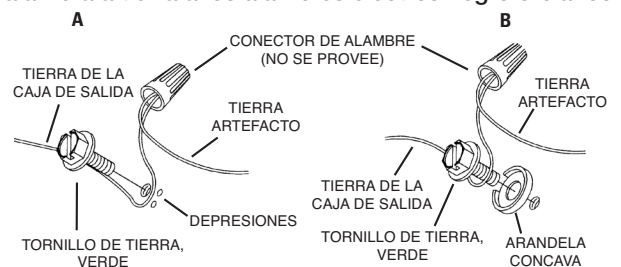 A
B
CONECTOR DE ALAMBRE
(NO SE PROVEE)
TIERRA DE LA
CAJA DE SALIDA
TIERRA
ARTEFACTO
TIERRA
ARTEFACTO
DEPRESIONES
TORNILLO DE TIERRA,
VERDE
TIERRA DE LA
CAJA DE SALIDA
TORNILLO DE TIERRA,
VERDE
ARANDELA
CONCAVA